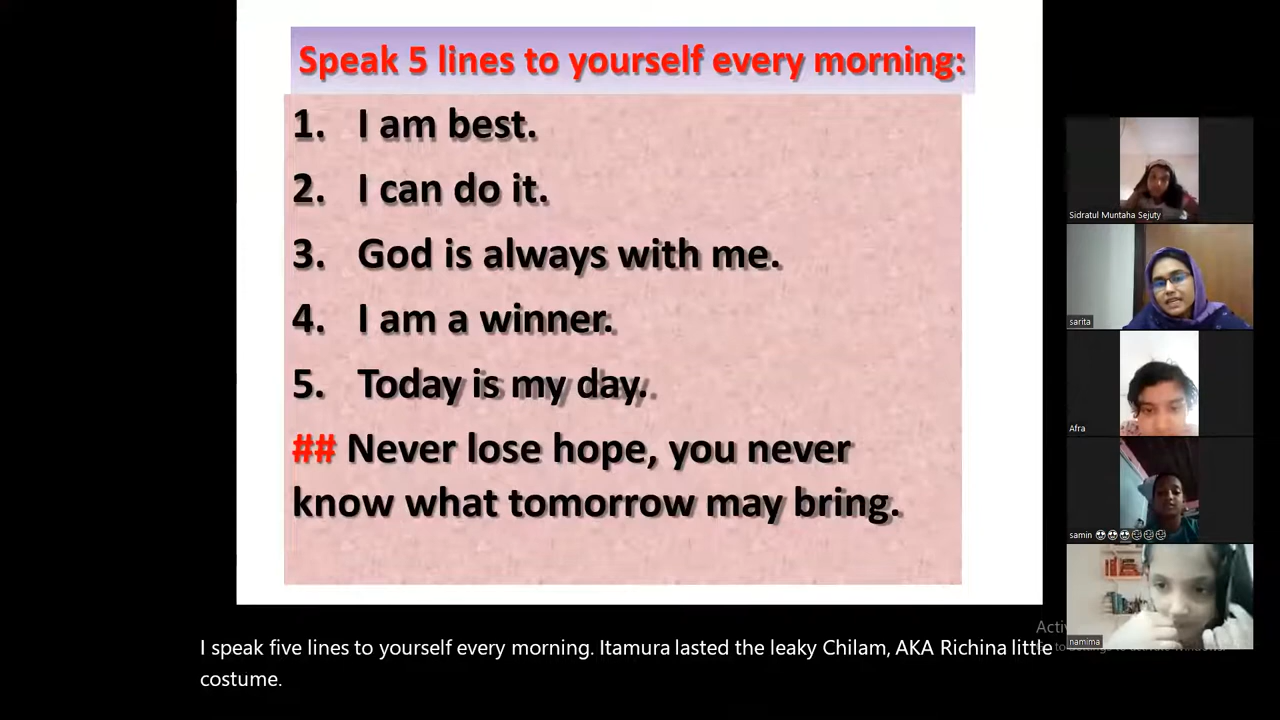 Speak 5 lines to yourself every morning:
1. I am best.
2. I can do it.
3. God is always with me.
4. I am a winner.
5. Today is my day.
## Never lose hope, you never
know what tomorrow may bring.
Sidratul Muntaha Sejuty
sarita
Afra
samin 😍😍😍🥰🥰🥰
namima
I speak five lines to yourself every morning. Itamura lasted the leaky Chilam, AKA Richina little
costume.